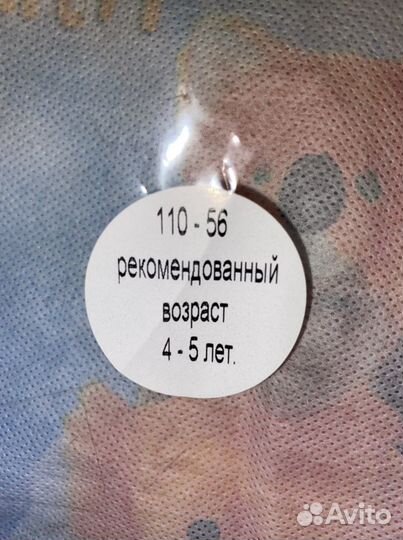 110 - 56
рекомендованный
возраст
4 - 5 лет.
Avito